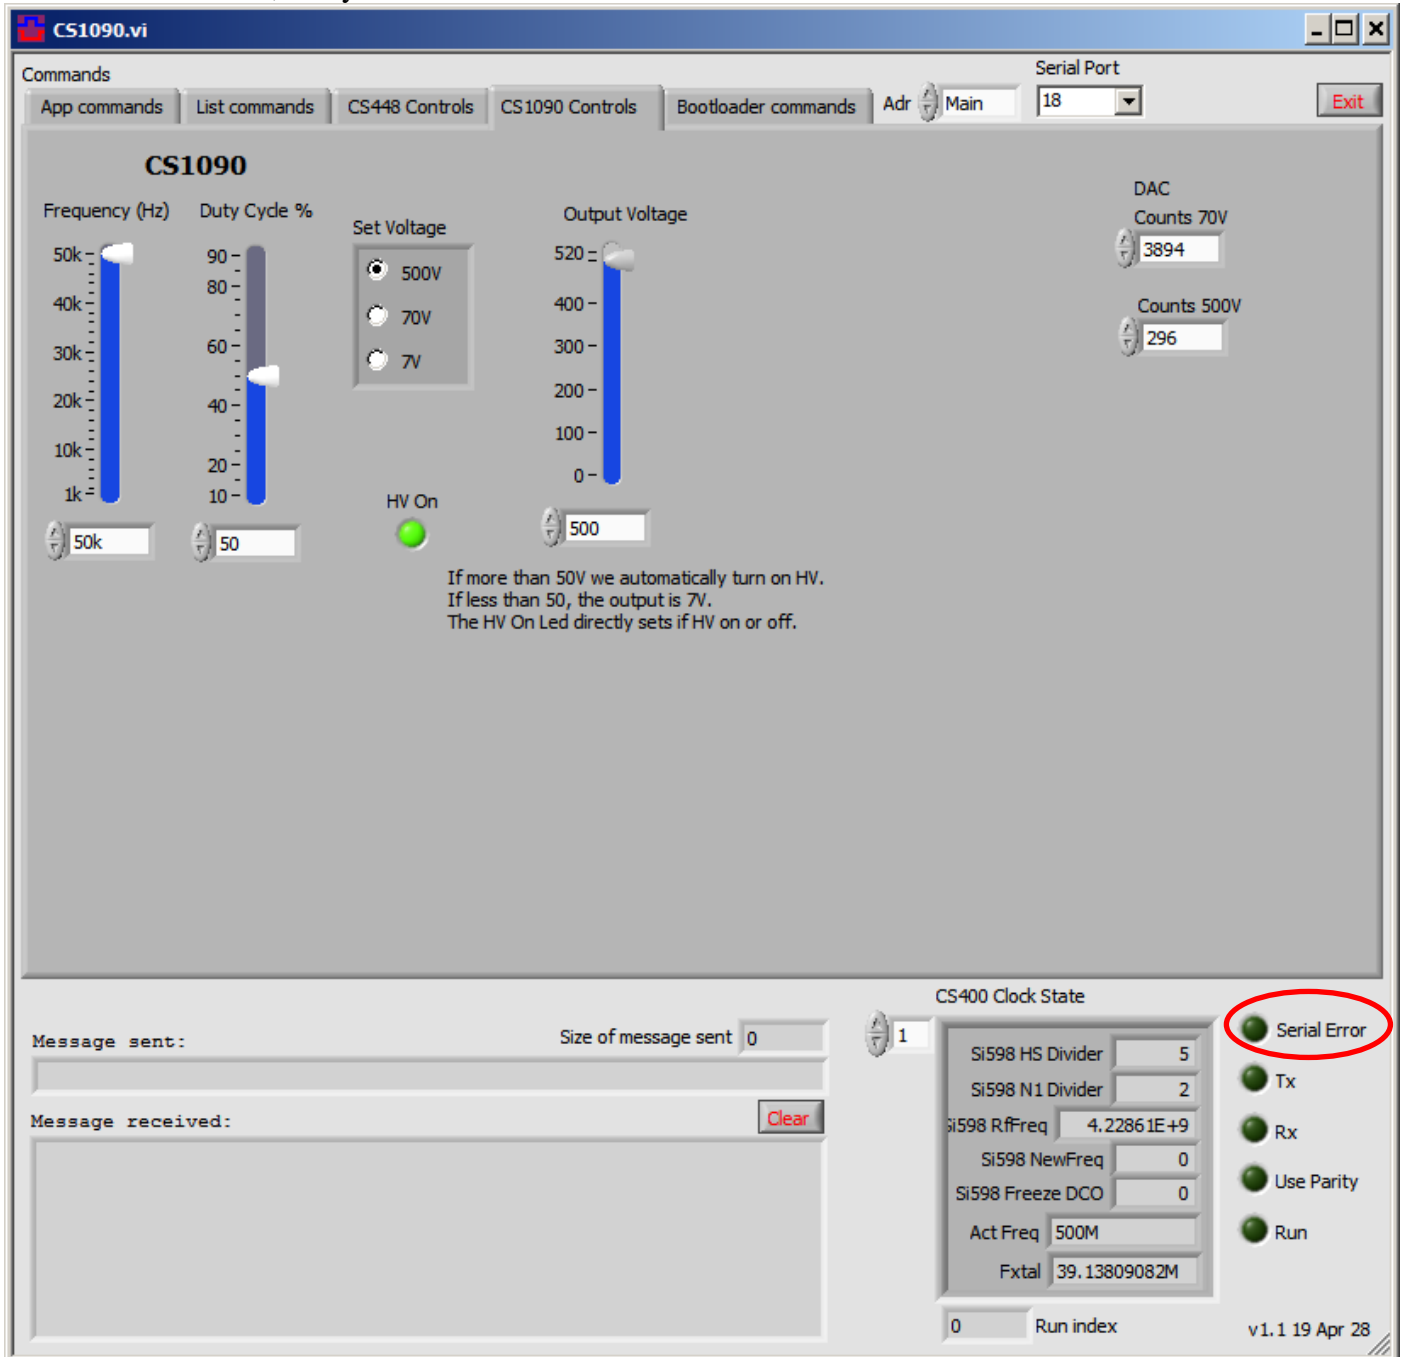 CS1090.vi
Commands
Serial Port
App commands
List commands
CS448 Controls
CS1090 Controls
Bootloader commands
Adr
Main
18
Exit
CS1090
Frequency (Hz)
Duty Cycle %
Set Voltage
Output Voltage
DAC
Counts 70V
3894
Counts 500V
296
50k
40k
30k
20k
10k
1k
50k
90
80
60
40
20
10
50
500V
70V
7V
HV On
520
400
300
200
100
0
500
If more than 50V we automatically turn on HV.
If less than 50, the output is 7V.
The HV On Led directly sets if HV on or off.
Message sent:
Size of message sent
0
Message received:
Clear
CS400 Clock State
1
Si598 HS Divider
5
Si598 N1 Divider
2
Si598 RfFreq
4.22861E+9
Si598 NewFreq
0
Si598 Freeze DCO
0
Act Freq
500M
Fxtal
39.13809082M
0
Run index
Serial Error
Tx
Rx
Use Parity
Run
v1.1 19 Apr 28